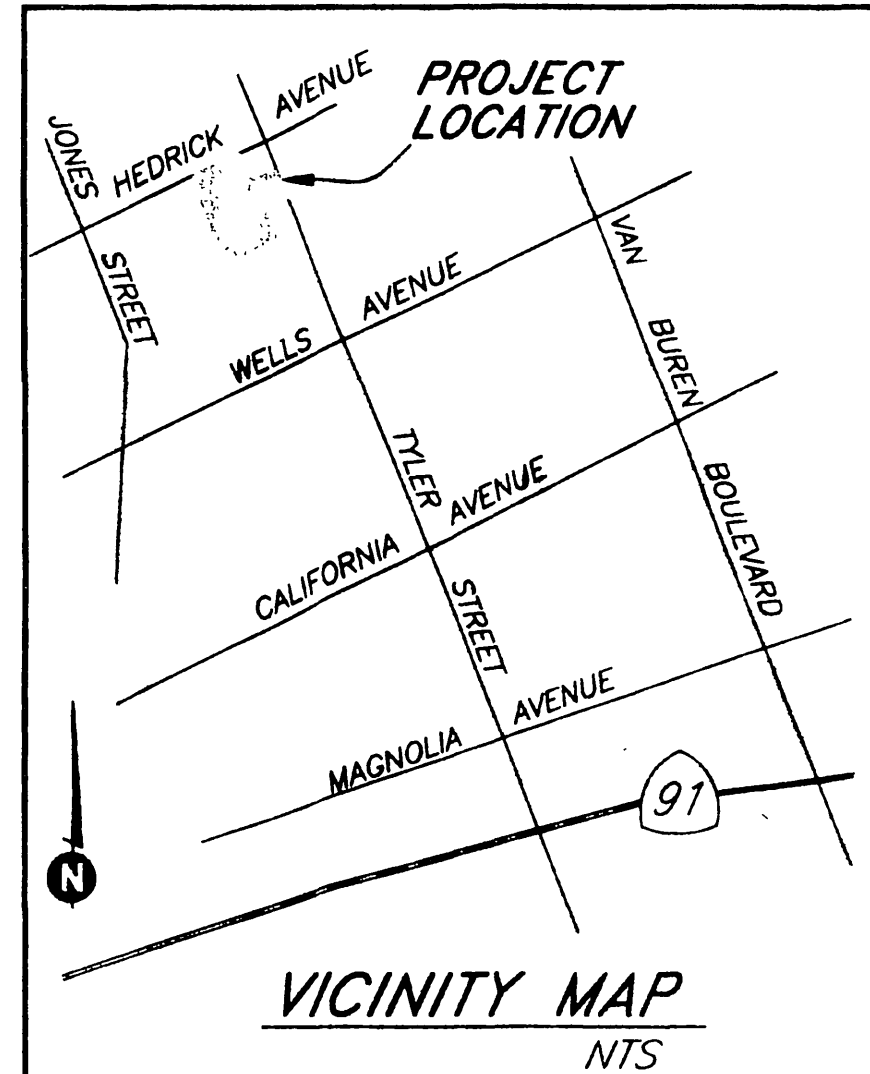 PROJECT
LOCATION
HEDRICK AVENUE
JONES STREET
WELLS AVENUE
VAN BUREN BOULEVARD
TYLER STREET
CALIFORNIA AVENUE
MAGNOLIA AVENUE
91
N
VICINITY MAP
NTS